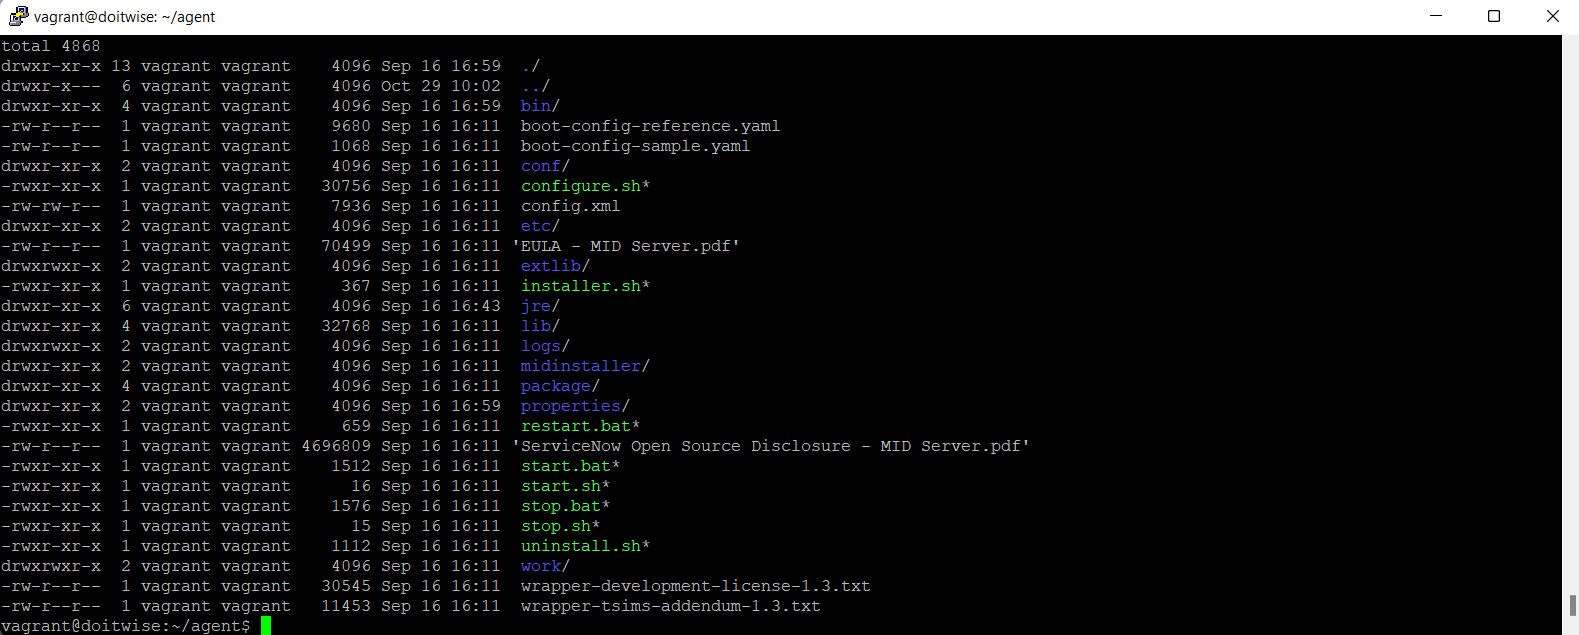 vagrant@doitwise: ~/agent
total 4868
drwxr-xr-x 13 vagrant vagrant    4096 Sep 16 16:59  ./
drwxr-x---  6 vagrant vagrant    4096 Oct 29 10:02  ../
drwxr-xr-x  4 vagrant vagrant    4096 Sep 16 16:59  bin/
-rw-r--r--  1 vagrant vagrant    9680 Sep 16 16:11  boot-config-reference.yaml
-rw-r--r--  1 vagrant vagrant    1068 Sep 16 16:11  boot-config-sample.yaml
drwxr-xr-x  2 vagrant vagrant    4096 Sep 16 16:11  conf/
-rwxr-xr-x  1 vagrant vagrant   30756 Sep 16 16:11  configure.sh*
-rw-rw-r--  1 vagrant vagrant    7936 Sep 16 16:11  config.xml
drwxr-xr-x  2 vagrant vagrant    4096 Sep 16 16:11  etc/
-rw-r--r--  1 vagrant vagrant   70499 Sep 16 16:11 'EULA - MID Server.pdf'
drwxrwxr-x  2 vagrant vagrant    4096 Sep 16 16:11  extlib/
-rwxr-xr-x  1 vagrant vagrant     367 Sep 16 16:11  installer.sh*
drwxr-xr-x  6 vagrant vagrant    4096 Sep 16 16:43  jre/
drwxr-xr-x  4 vagrant vagrant   32768 Sep 16 16:11  lib/
drwxrwxr-x  2 vagrant vagrant    4096 Sep 16 16:11  logs/
drwxr-xr-x  2 vagrant vagrant    4096 Sep 16 16:11  midinstaller/
drwxr-xr-x  4 vagrant vagrant    4096 Sep 16 16:11  package/
drwxr-xr-x  2 vagrant vagrant    4096 Sep 16 16:59  properties/
-rwxr-xr-x  1 vagrant vagrant     659 Sep 16 16:11  restart.bat*
-rw-r--r--  1 vagrant vagrant 4696809 Sep 16 16:11 'ServiceNow Open Source Disclosure - MID Server.pdf'
-rwxr-xr-x  1 vagrant vagrant    1512 Sep 16 16:11  start.bat*
-rwxr-xr-x  1 vagrant vagrant      16 Sep 16 16:11  start.sh*
-rwxr-xr-x  1 vagrant vagrant    1576 Sep 16 16:11  stop.bat*
-rwxr-xr-x  1 vagrant vagrant      15 Sep 16 16:11  stop.sh*
-rwxr-xr-x  1 vagrant vagrant    1112 Sep 16 16:11  uninstall.sh*
drwxrwxr-x  2 vagrant vagrant    4096 Sep 16 16:11  work/
-rw-r--r--  1 vagrant vagrant   30545 Sep 16 16:11  wrapper-development-license-1.3.txt
-rw-r--r--  1 vagrant vagrant   11453 Sep 16 16:11  wrapper-tsims-addendum-1.3.txt
vagrant@doitwise:~/agent$